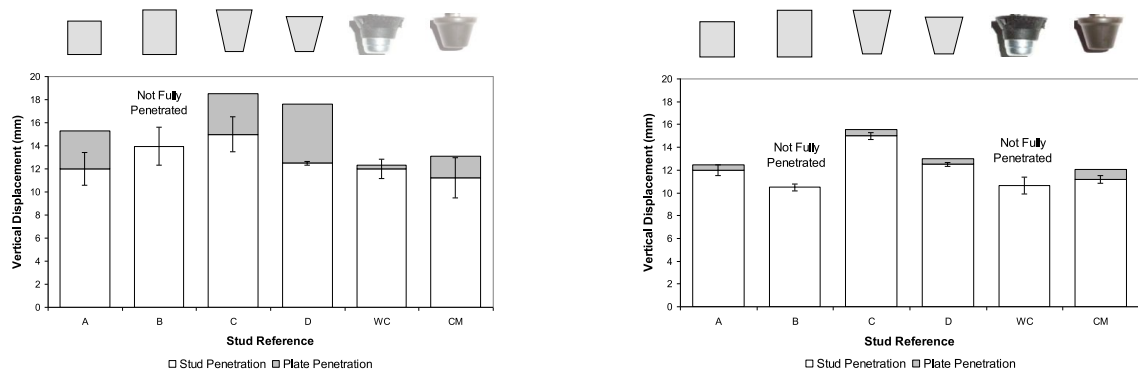 20
18
16
14
12
10
8
6
4
2
0
Vertical Displacement (mm)
Not Fully
Penetrated
A B C D WC CM
Stud Reference
Stud Penetration Plate Penetration
20
18
16
14
12
10
8
6
4
2
0
Vertical Displacement (mm)
Not Fully
Penetrated
Not Fully
Penetrated
A B C D WC CM
Stud Reference
Stud Penetration Plate Penetration